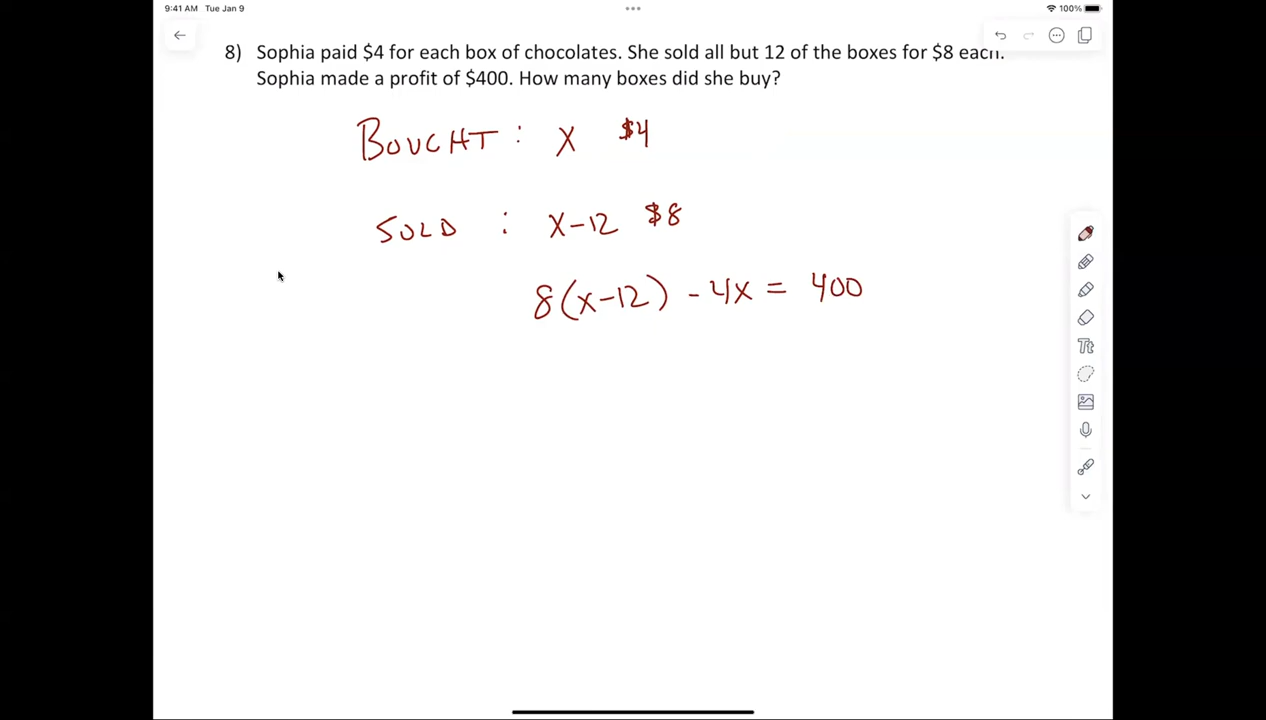 9:41 AM Tue Jan 9
100%
8) Sophia paid $4 for each box of chocolates. She sold all but 12 of the boxes for $8 each.
Sophia made a profit of $400. How many boxes did she buy?
BOUGHT : X $4
SOLD : X-12 $8
8(x-12) - 4x = 400
Tt